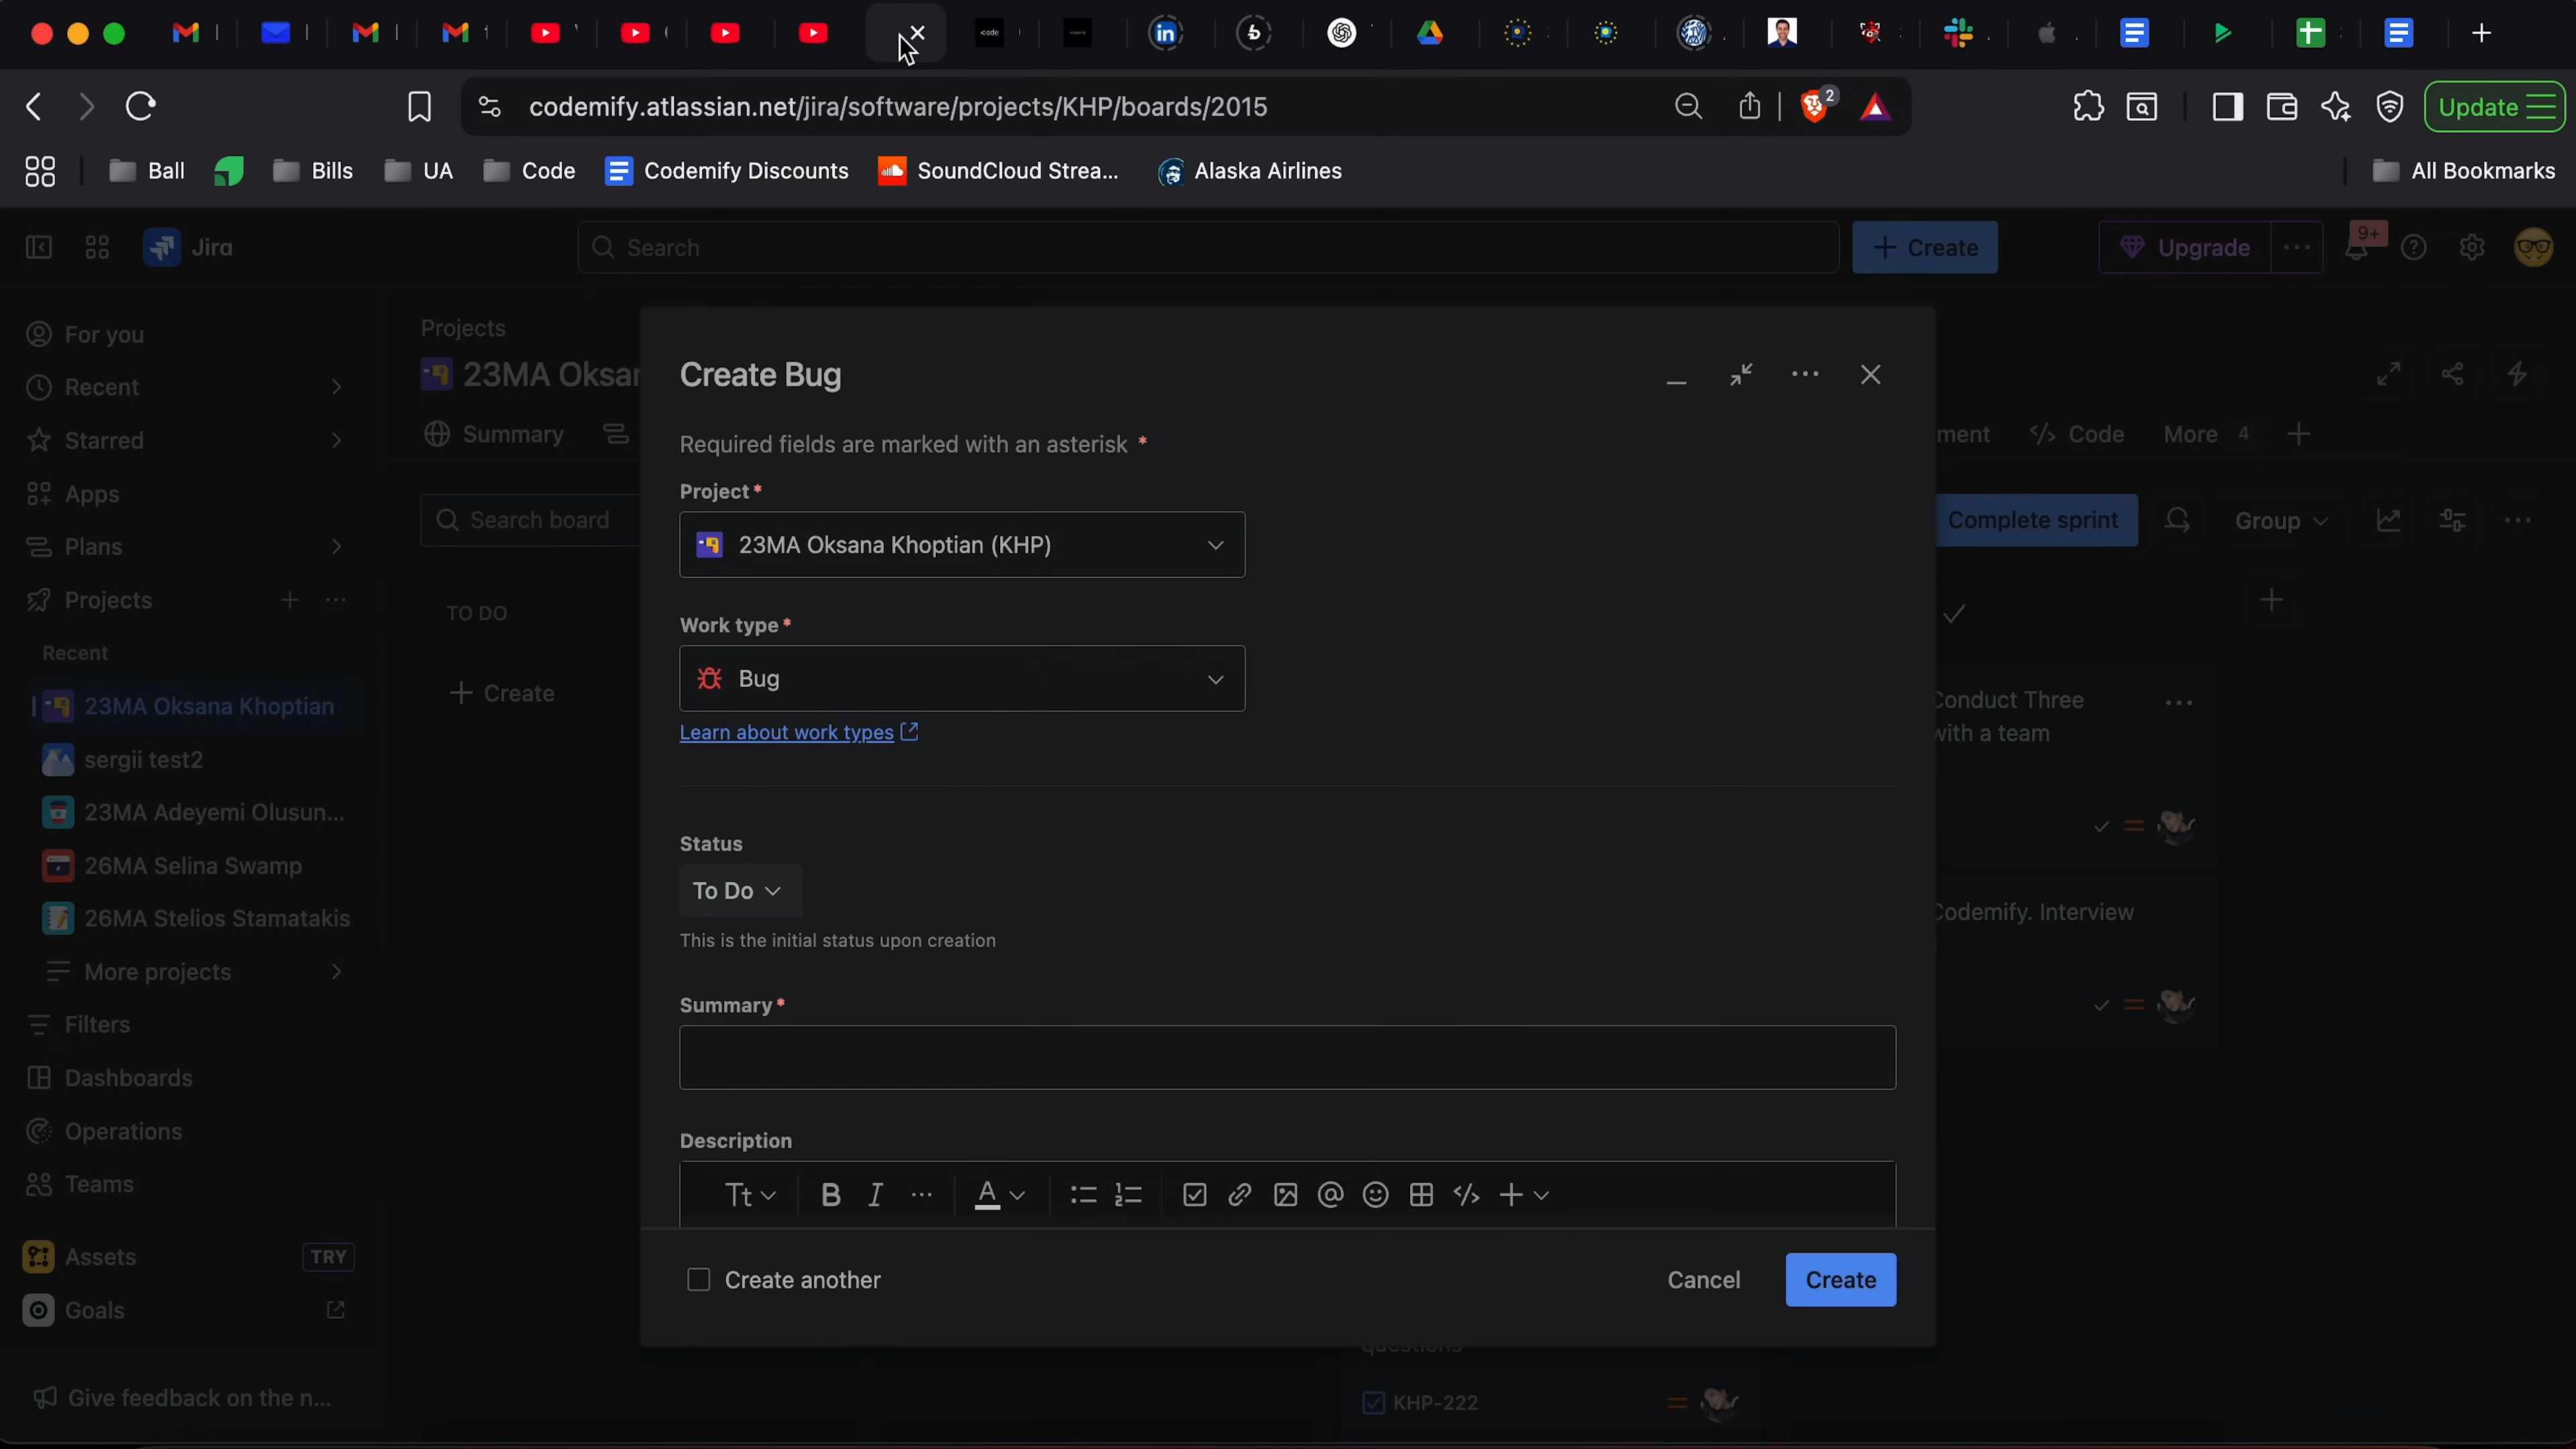 codemify.atlassian.net/jira/software/projects/KHP/boards/2015
2
Update
Ball
Bills
UA
Code
Codemify Discounts
SoundCloud Strea...
Alaska Airlines
All Bookmarks
Jira
Search
+ Create
Upgrade
9+
For you
Recent
Starred
Apps
Plans
Projects
Recent
23MA Oksana Khoptian
sergii test2
23MA Adeyemi Olusun...
26MA Selina Swamp
26MA Stelios Stamatakis
More projects
Filters
Dashboards
Operations
Teams
Assets TRY
Goals
Give feedback on the n...
Projects
23MA Oksan
Summary
ment
Code
More 4
Search board
Complete sprint
Group
TO DO
+ Create
Conduct Three
with a team
Codemify. Interview
questions
KHP-222
Create Bug
Required fields are marked with an asterisk *
Project*
23MA Oksana Khoptian (KHP)
Work type*
Bug
Learn about work types
Status
To Do
This is the initial status upon creation
Summary*
Description
Tt B I ... A @ </> +
Create another
Cancel
Create